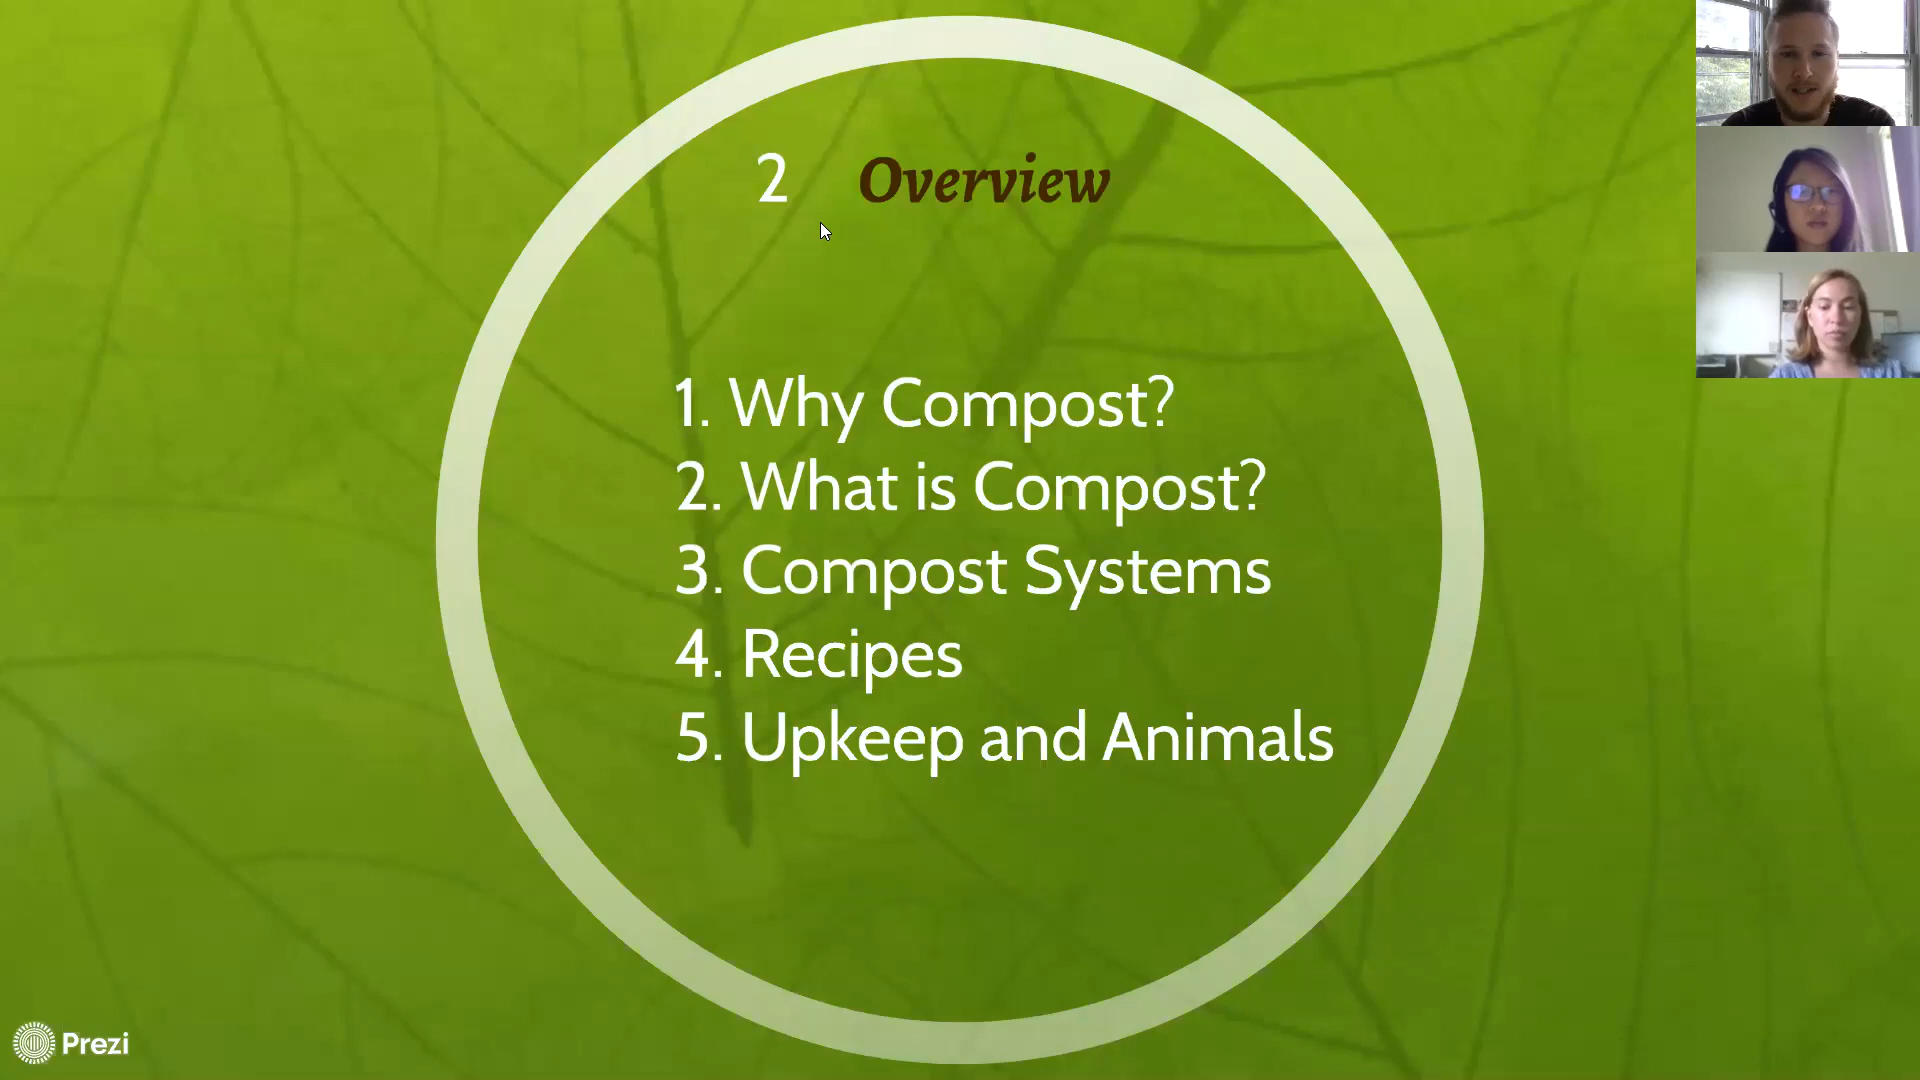 2 Overview
1. Why Compost?
2. What is Compost?
3. Compost Systems
4. Recipes
5. Upkeep and Animals
Prezi